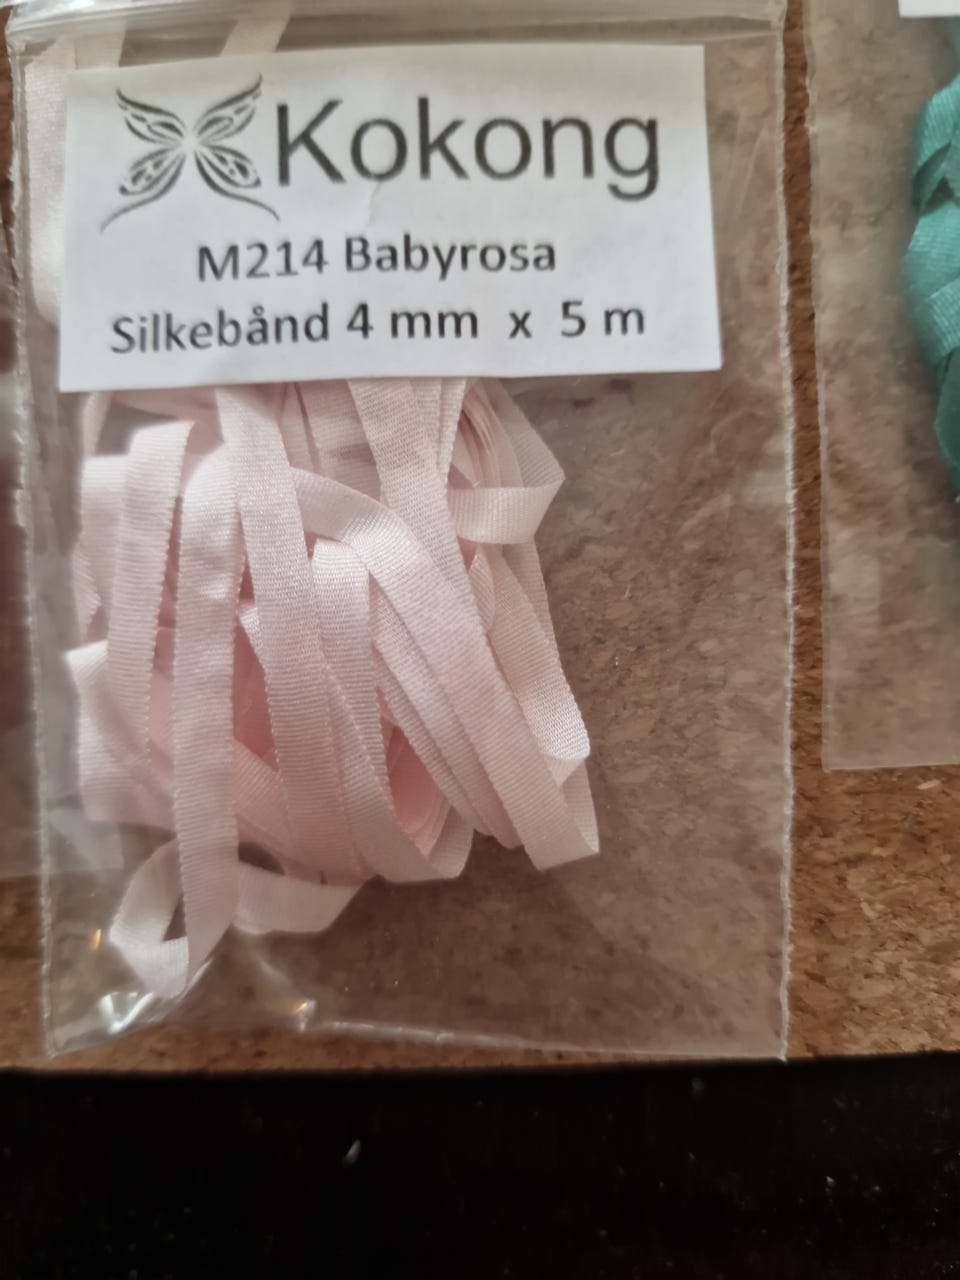 Kokong
M214 Babyrosa
Silkebånd 4 mm x 5 m